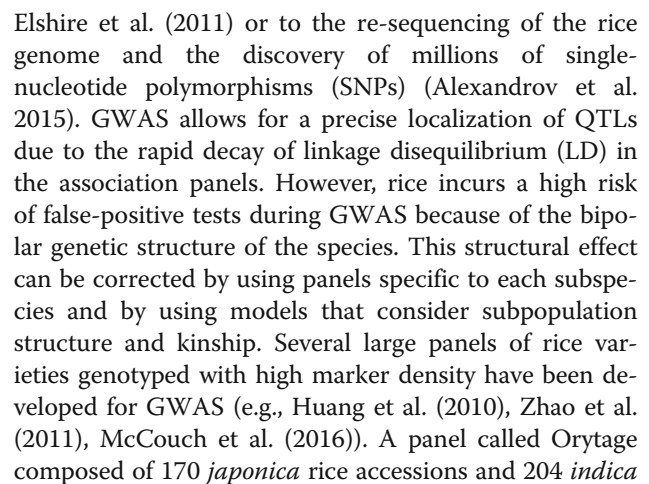 Elshire et al. (2011) or to the re-sequencing of the rice
genome and the discovery of millions of single-
nucleotide polymorphisms (SNPs) (Alexandrov et al.
2015). GWAS allows for a precise localization of QTLs
due to the rapid decay of linkage disequilibrium (LD) in
the association panels. However, rice incurs a high risk
of false-positive tests during GWAS because of the bipo-
lar genetic structure of the species. This structural effect
can be corrected by using panels specific to each subspe-
cies and by using models that consider subpopulation
structure and kinship. Several large panels of rice var-
ieties genotyped with high marker density have been de-
veloped for GWAS (e.g., Huang et al. (2010), Zhao et al.
(2011), McCouch et al. (2016)). A panel called Orytage
composed of 170 japonica rice accessions and 204 indica